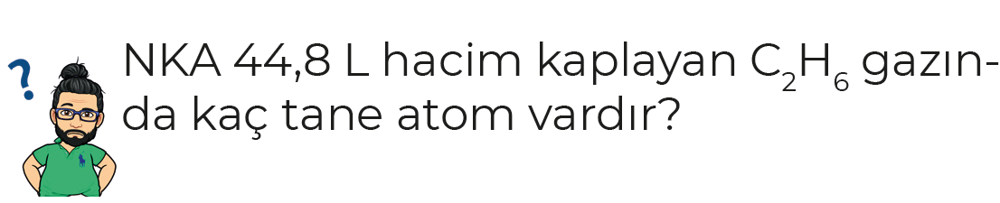 ?
NKA 44,8 L hacim kaplayan C₂H₆ gazın-
da kaç tane atom vardır?